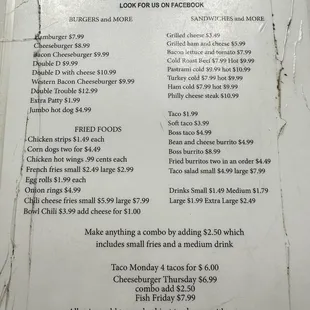 LOOK FOR US ON FACEBOOK
BURGERS and MORE
Hamburger $7.99
Cheeseburger $8.99
Bacon Cheeseburger $9.99
Double D $9.99
Double D with cheese $10.99
Western Bacon Cheeseburger $9.99
Double Trouble $12.99
Extra Patty $1.99
Jumbo hot dog $4.99
FRIED FOODS
Chicken strips $1.49 each
Corn dogs two for $4.49
Chicken hot wings .99 cents each
French fries small $2.49 large $2.99
Egg rolls $1.99 each
Onion rings $4.99
Chili cheese fries small $5.99 large $7.99
Bowl Chili $3.99 add cheese for $1.00
SANDWICHES and MORE
Grilled cheese $3.49
Grilled ham and cheese $5.99
Bacon lettuce and tomato $7.99
Cold Roast Beef $7.99 Hot $9.99
Pastrami cold $9.99 hot $10.99
Turkey cold $7.99 hot $9.99
Ham cold $7.99 hot $9.99
Philly cheese steak $10.99
Taco $1.99
Soft taco $3.99
Boss taco $4.99
Bean and cheese burrito $4.99
Boss burrito $8.99
Fried burritos two in an order $4.49
Taco salad small $4.99 large $7.99
Drinks Small $1.49 Medium $1.79
Large $1.99 Extra Large $2.49
Make anything a combo by adding $2.50 which
includes small fries and a medium drink
Taco Monday 4 tacos for $ 6.00
Cheeseburger Thursday $6.99
combo add $2.50
Fish Friday $7.99